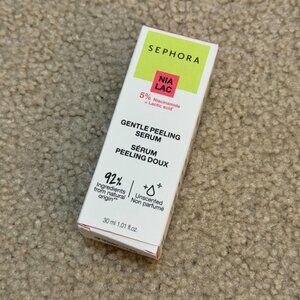 SEPHORA
NIA
LAC
5% Niacinamide
+ Lactic acid
GENTLE PEELING
SERUM
SÉRUM
PEELING DOUX
92%
ingredients
from natural
origin**
Unscented
Non parfumé
30 ml 1.01 fl.oz.